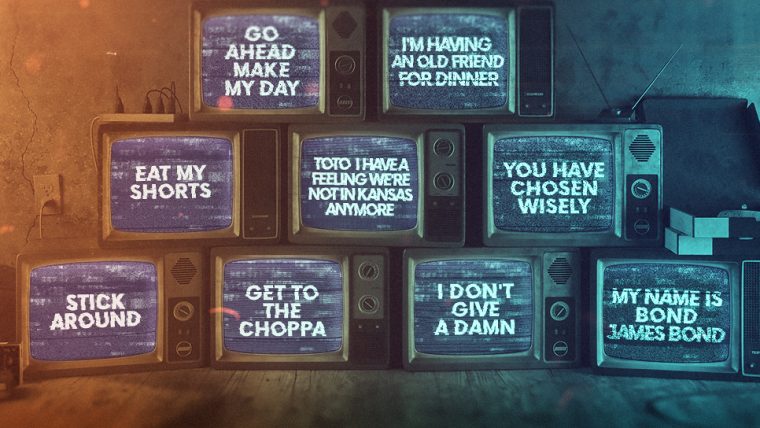 GO
AHEAD
MAKE
MY DAY
I'M HAVING
AN OLD FRIEND
FOR DINNER
EAT MY
SHORTS
TOTO I HAVE A
FEELING WE'RE
NOT IN KANSAS
ANYMORE
YOU HAVE
CHOSEN
WISELY
STICK
AROUND
GET TO
THE
CHOPPA
I DON'T
GIVE
A DAMN
MY NAME IS
BOND
JAMES BOND